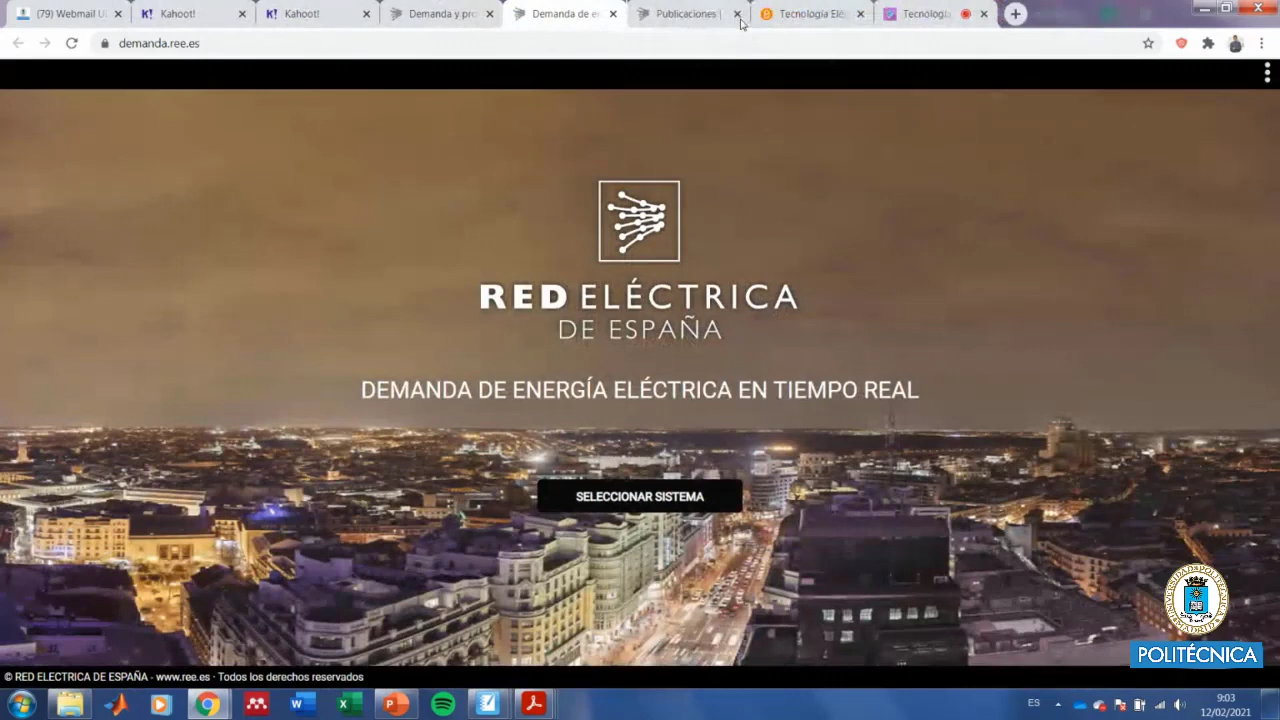 (79) Webmail U
Kahoot!
Kahoot!
Demanda y pro
Demanda de e
Publicaciones |
Tecnología Elé
Tecnología
demanda.ree.es
RED ELÉCTRICA
DE ESPAÑA
DEMANDA DE ENERGÍA ELÉCTRICA EN TIEMPO REAL
SELECCIONAR SISTEMA
POLITÉCNICA
© RED ELECTRICA DE ESPAÑA - www.ree.es · Todos los derechos reservados
ES
9:03
12/02/2021